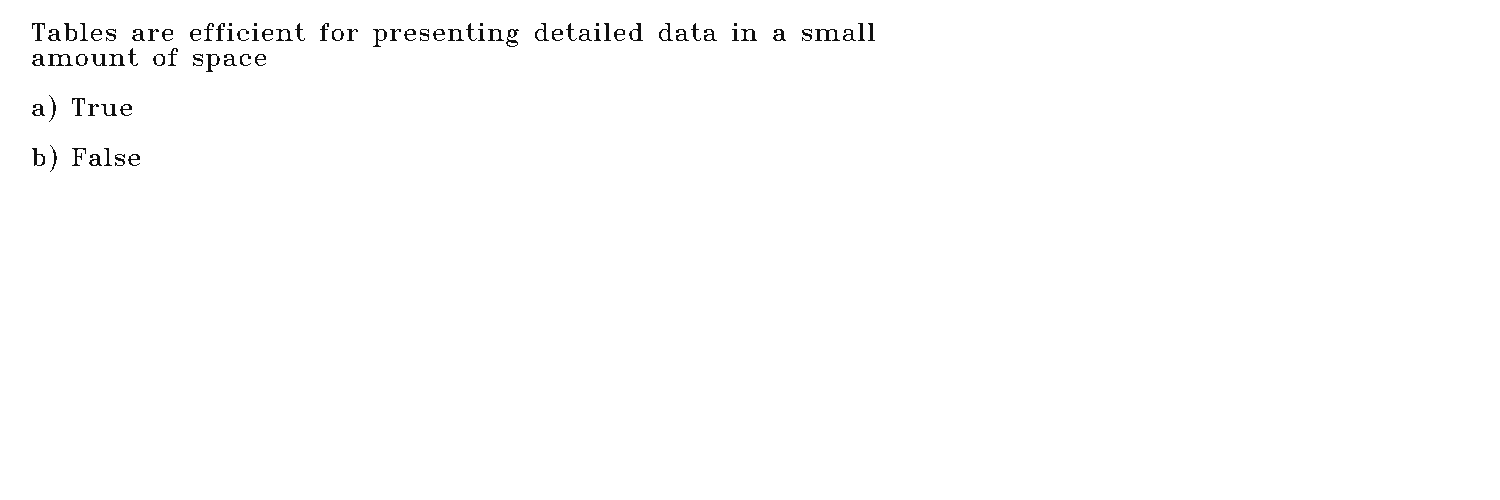 Tables are efficient for presenting detailed data in a small
amount of space
a) True
b) False